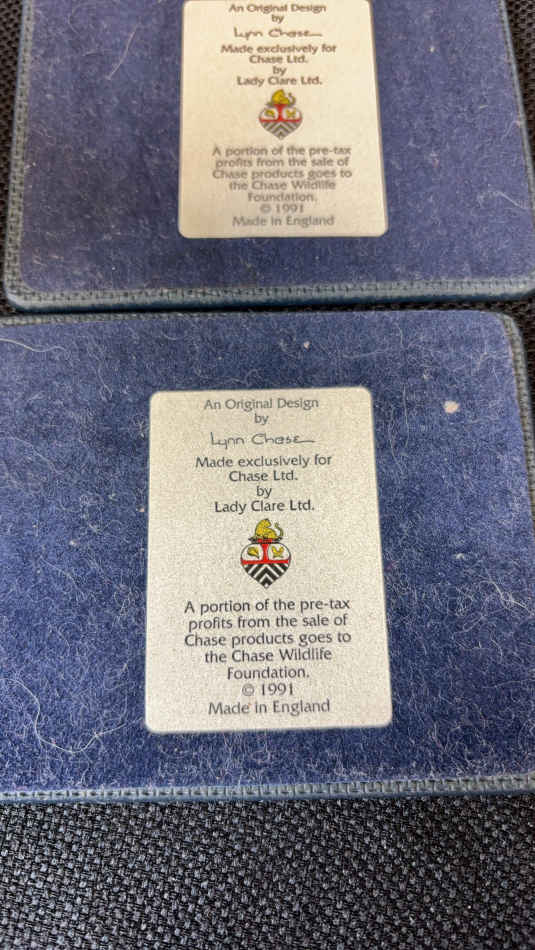 An Original Design
by
Lynn Chase
Made exclusively for
Chase Ltd.
by
Lady Clare Ltd.
A portion of the pre-tax
profits from the sale of
Chase products goes to
the Chase Wildlife
Foundation.
© 1991
Made in England
An Original Design
by
Lynn Chase
Made exclusively for
Chase Ltd.
by
Lady Clare Ltd.
A portion of the pre-tax
profits from the sale of
Chase products goes to
the Chase Wildlife
Foundation.
© 1991
Made in England